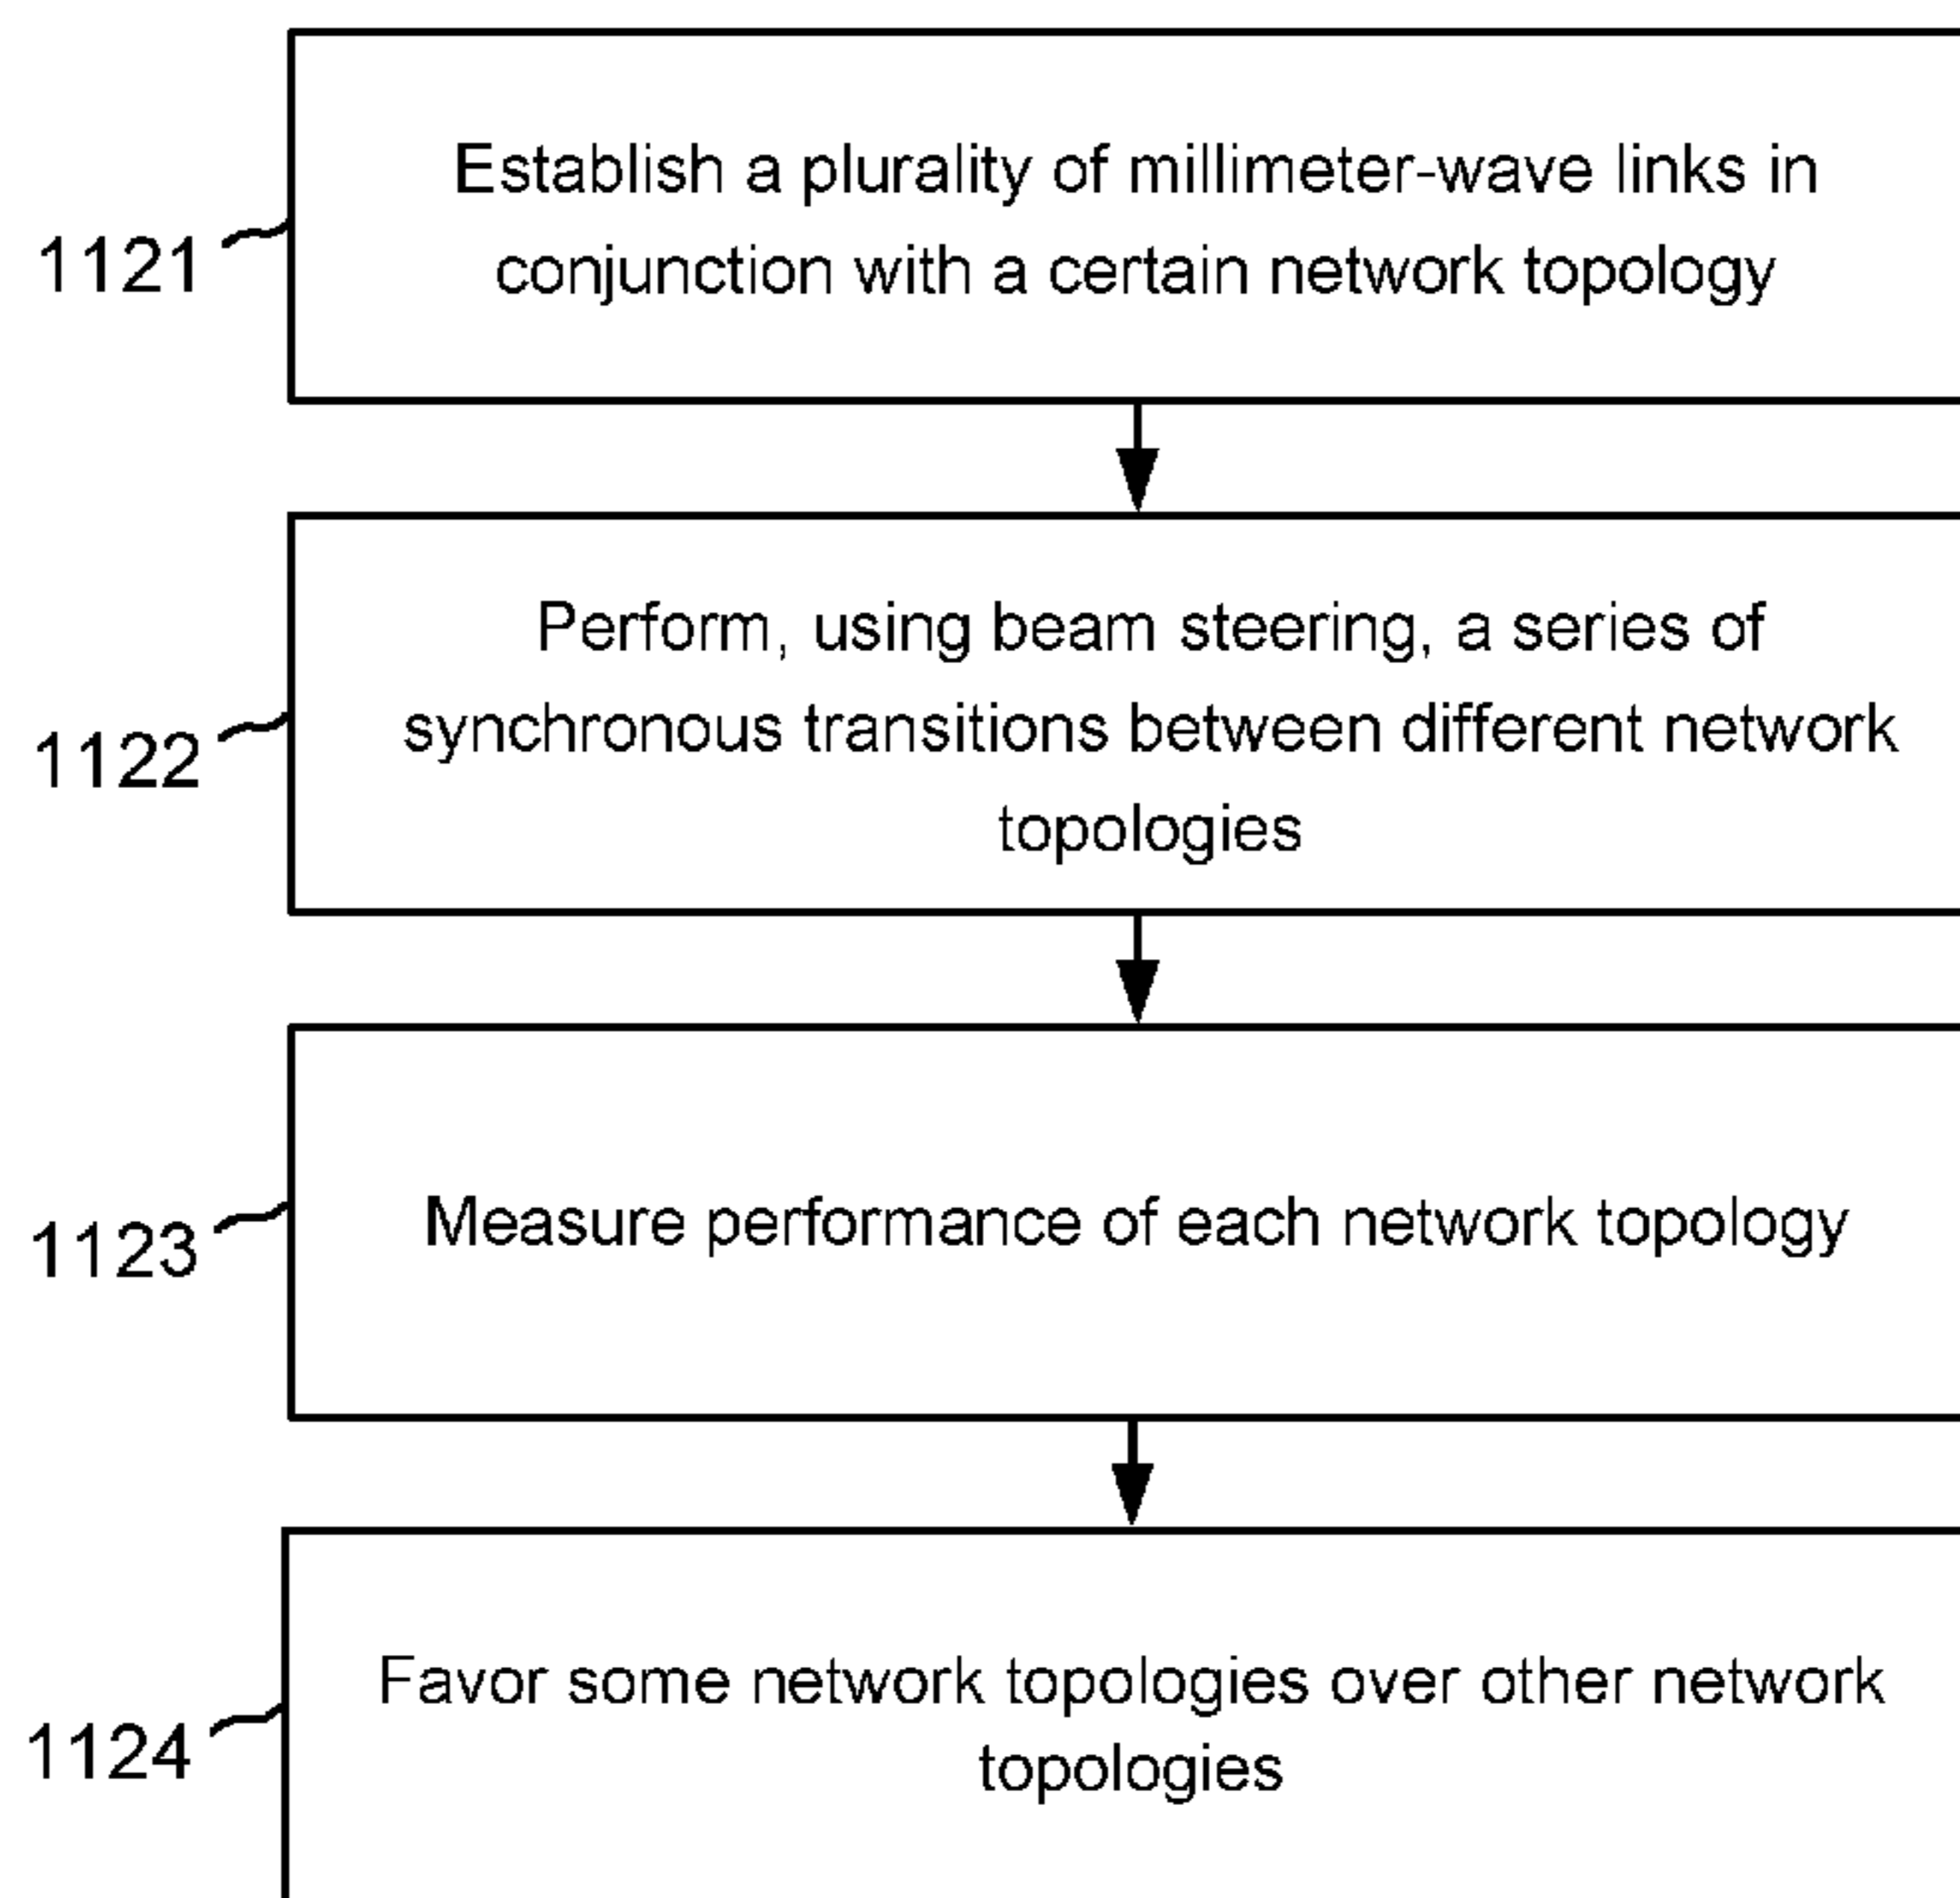 Establish a plurality of millimeter-wave links in
conjunction with a certain network topology
1121
Perform, using beam steering, a series of
synchronous transitions between different network
topologies
1122
Measure performance of each network topology
1123
Favor some network topologies over other network
topologies
1124